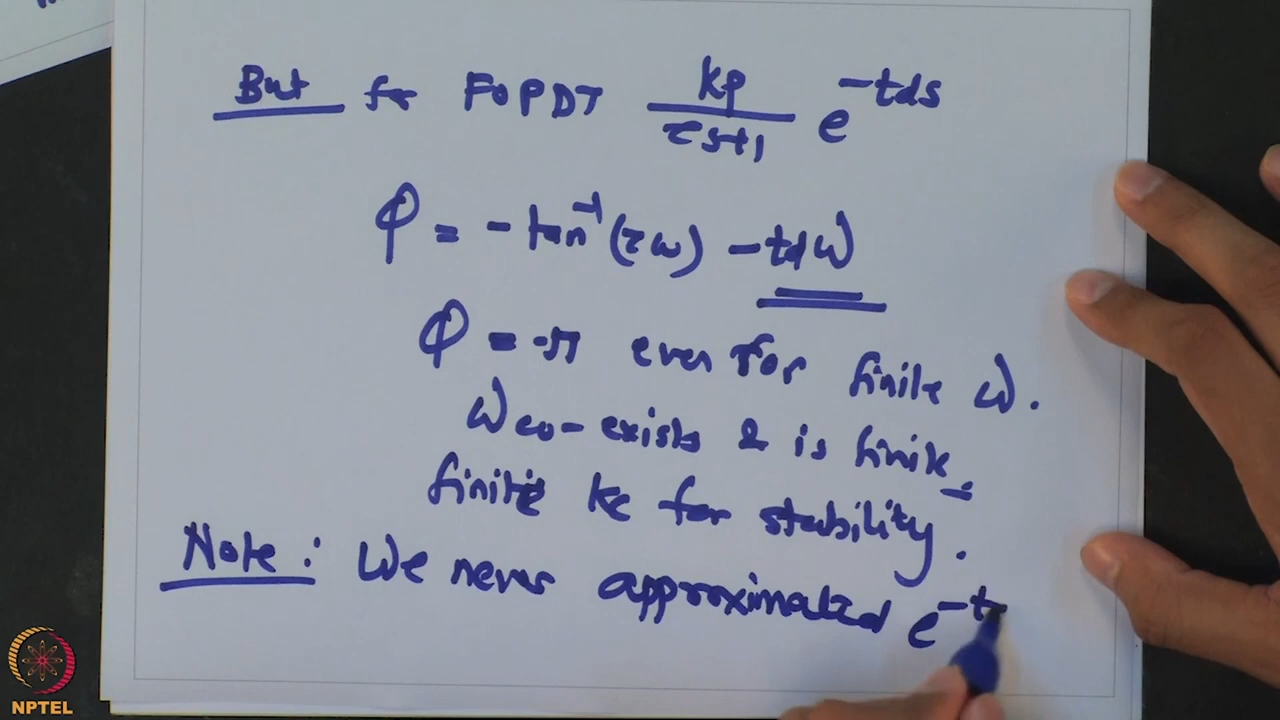 But for FOPDT kp / τs+1 e^-tds
φ = -tan^-1(τω) - tdω
φ = -π even for finite ω.
ωco - exists & is finite
finite kc for stability.
Note: We never approximated e^-t
NPTEL